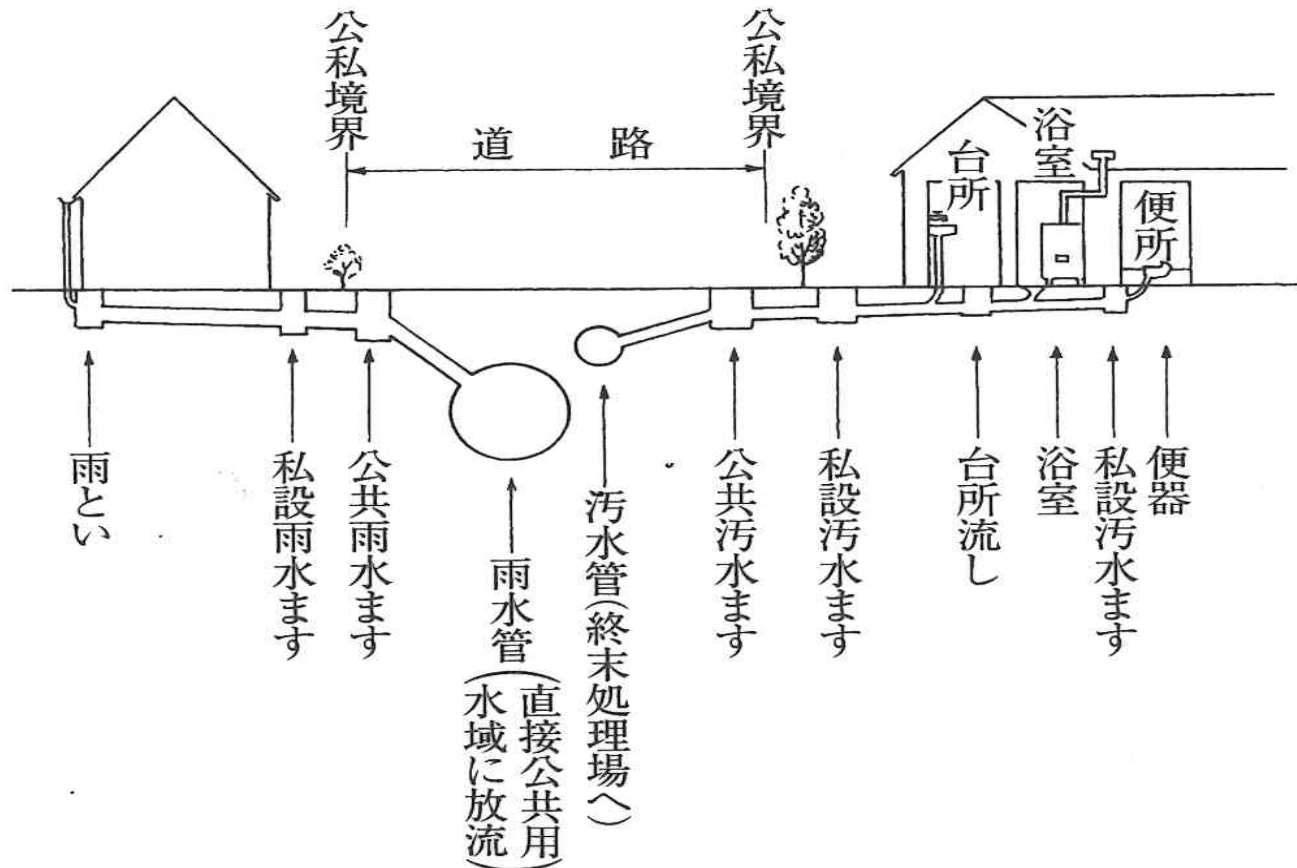 公私境界
公私境界
道路
台所
浴室
便所
雨とい
私設雨水ます
公共雨水ます
雨水管(直接公共用
水域に放流)
汚水管(終末処理場へ)
公共汚水ます
私設汚水ます
台所流し
浴室
私設汚水ます
便器